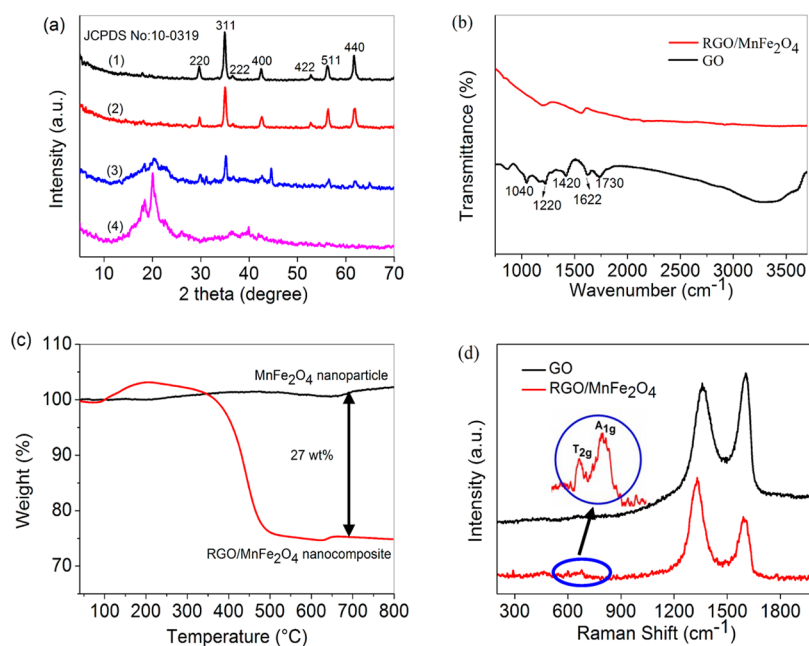 (a)
JCPDS No:10-0319
311
220
222
400
422
511
440
(1)
(2)
(3)
(4)
Intensity (a.u.)
10 20 30 40 50 60 70
2 theta (degree)
(b)
RGO/MnFe₂O₄
GO
Transmittance (%)
1040
1220
1420
1622
1730
1000 1500 2000 2500 3000 3500
Wavenumber (cm⁻¹)
(c)
110
100
90
80
70
Weight (%)
MnFe₂O₄ nanoparticle
27 wt%
RGO/MnFe₂O₄ nanocomposite
100 200 300 400 500 600 700 800
Temperature (°C)
(d)
GO
RGO/MnFe₂O₄
T₂g
A₁g
Intensity (a.u.)
300 600 900 1200 1500 1800
Raman Shift (cm⁻¹)